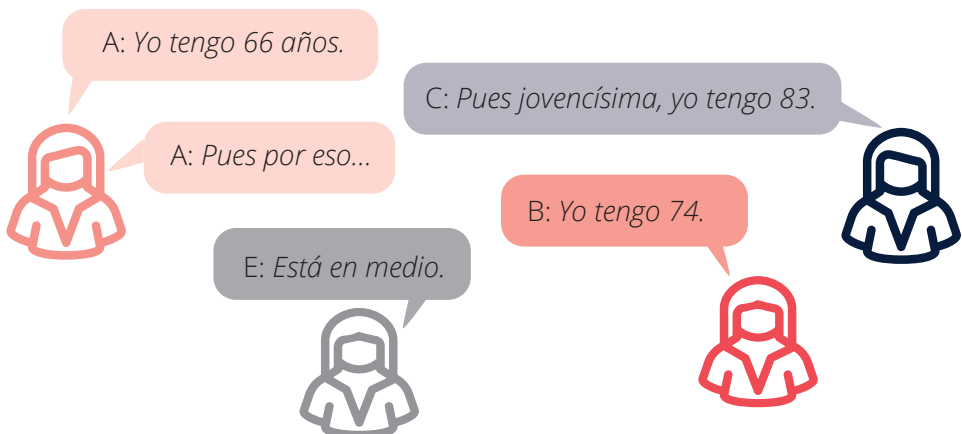 A: Yo tengo 66 años.
C: Pues jovencísima, yo tengo 83.
A: Pues por eso...
B: Yo tengo 74.
E: Está en medio.